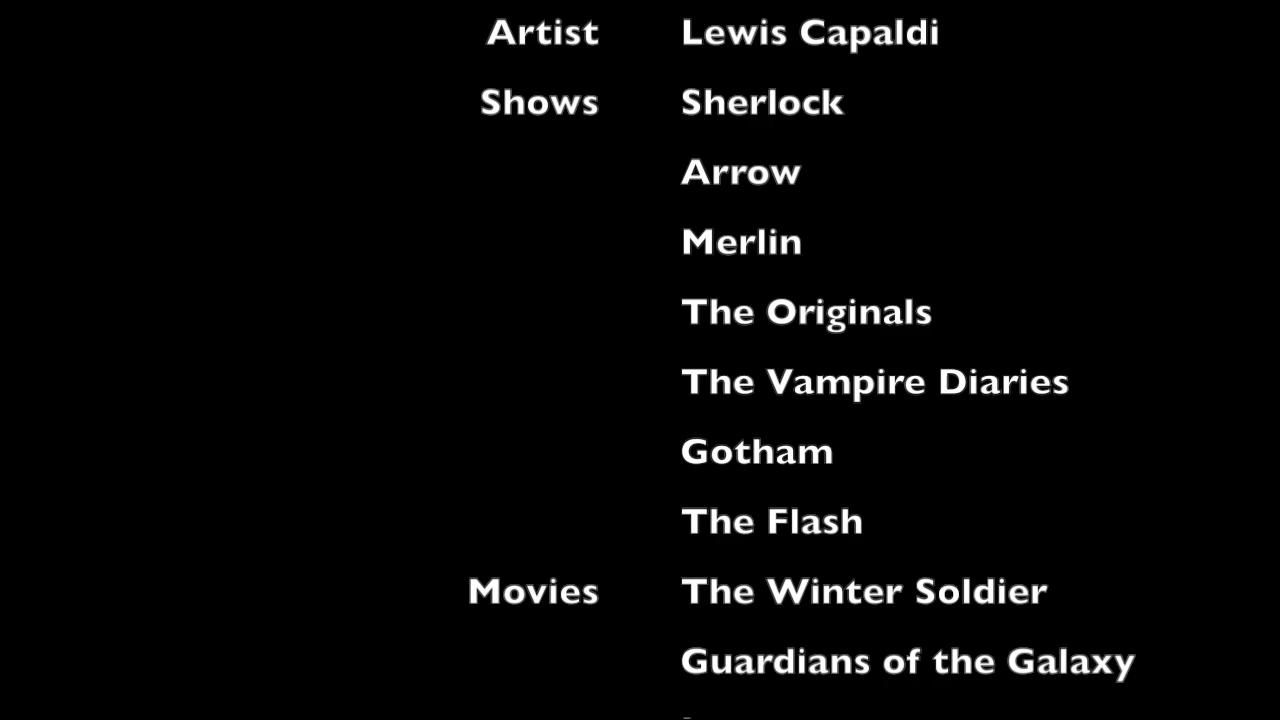 Artist Lewis Capaldi
Shows Sherlock
Arrow
Merlin
The Originals
The Vampire Diaries
Gotham
The Flash
Movies The Winter Soldier
Guardians of the Galaxy